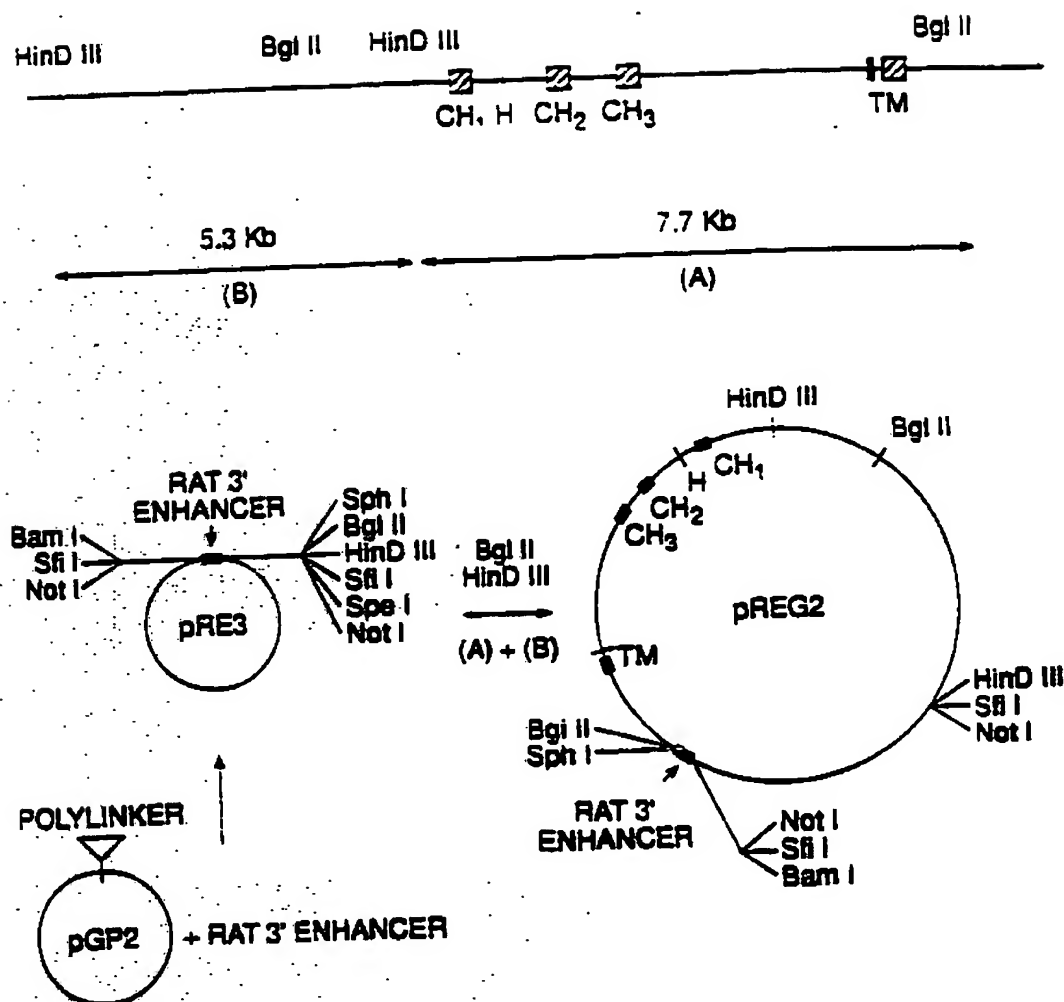 HinD III Bgl II HinD III Bgl II
CH1 H CH2 CH3 TM
5.3 Kb 7.7 Kb
(B) (A)
HinD III
Bgl II
CH1
H
CH2
CH3
pREG2
TM
HinD III
Sfi I
Not I
Bgl II
Sph I
RAT 3'
ENHANCER
Not I
Sfi I
Bam I
RAT 3'
ENHANCER
Bam I
Sfi I
Not I
Sph I
Bgl II
HinD III
Sfi I
Spe I
Not I
pRE3
Bgl II
HinD III
(A) + (B)
POLYLINKER
pGP2
+ RAT 3' ENHANCER